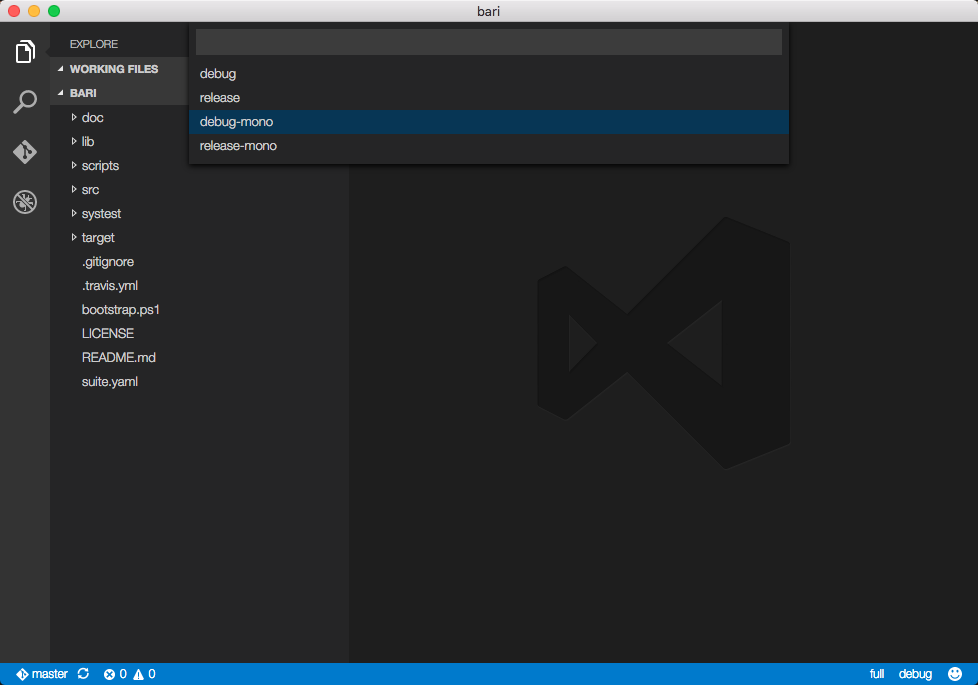 bari
EXPLORE
WORKING FILES
BARI
doc
lib
scripts
src
systest
target
.gitignore
.travis.yml
bootstrap.ps1
LICENSE
README.md
suite.yaml
debug
release
debug-mono
release-mono
master 0 0 full debug